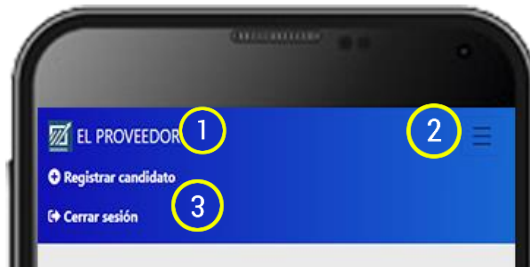 EL PROVEEDOR 1 2
Registrar candidato
Cerrar sesión 3